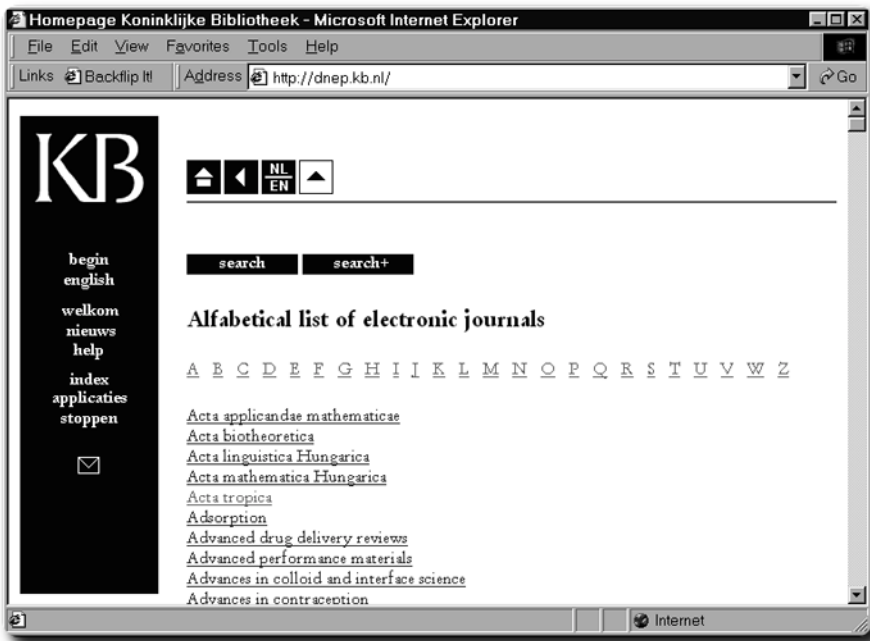 Homepage Koninklijke Bibliotheek - Microsoft Internet Explorer
File Edit View Favorites Tools Help
Links Backflip It! Address http://dnep.kb.nl/ Go
KB
NL
EN
begin
english
welkom
nieuws
help
index
applicaties
stoppen
search search+
Alfabetical list of electronic journals
A B C D E F G H I J K L M N O P Q R S T U V W Z
Acta applicandae mathematicae
Acta biotheoretica
Acta linguistica Hungarica
Acta mathematica Hungarica
Acta tropica
Adsorption
Advanced drug delivery reviews
Advanced performance materials
Advances in colloid and interface science
Advances in contraception
Internet